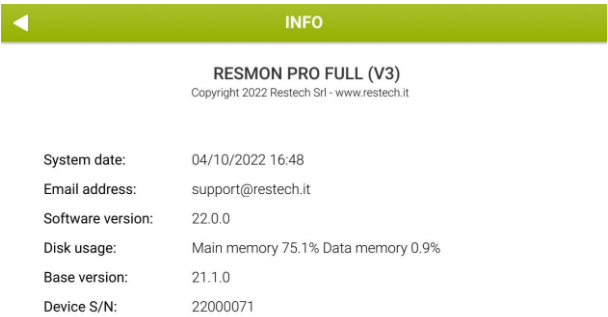 INFO
RESMON PRO FULL (V3)
Copyright 2022 Restech Srl - www.restech.it
System date: 04/10/2022 16:48
Email address: support@restech.it
Software version: 22.0.0
Disk usage: Main memory 75.1% Data memory 0.9%
Base version: 21.1.0
Device S/N: 22000071